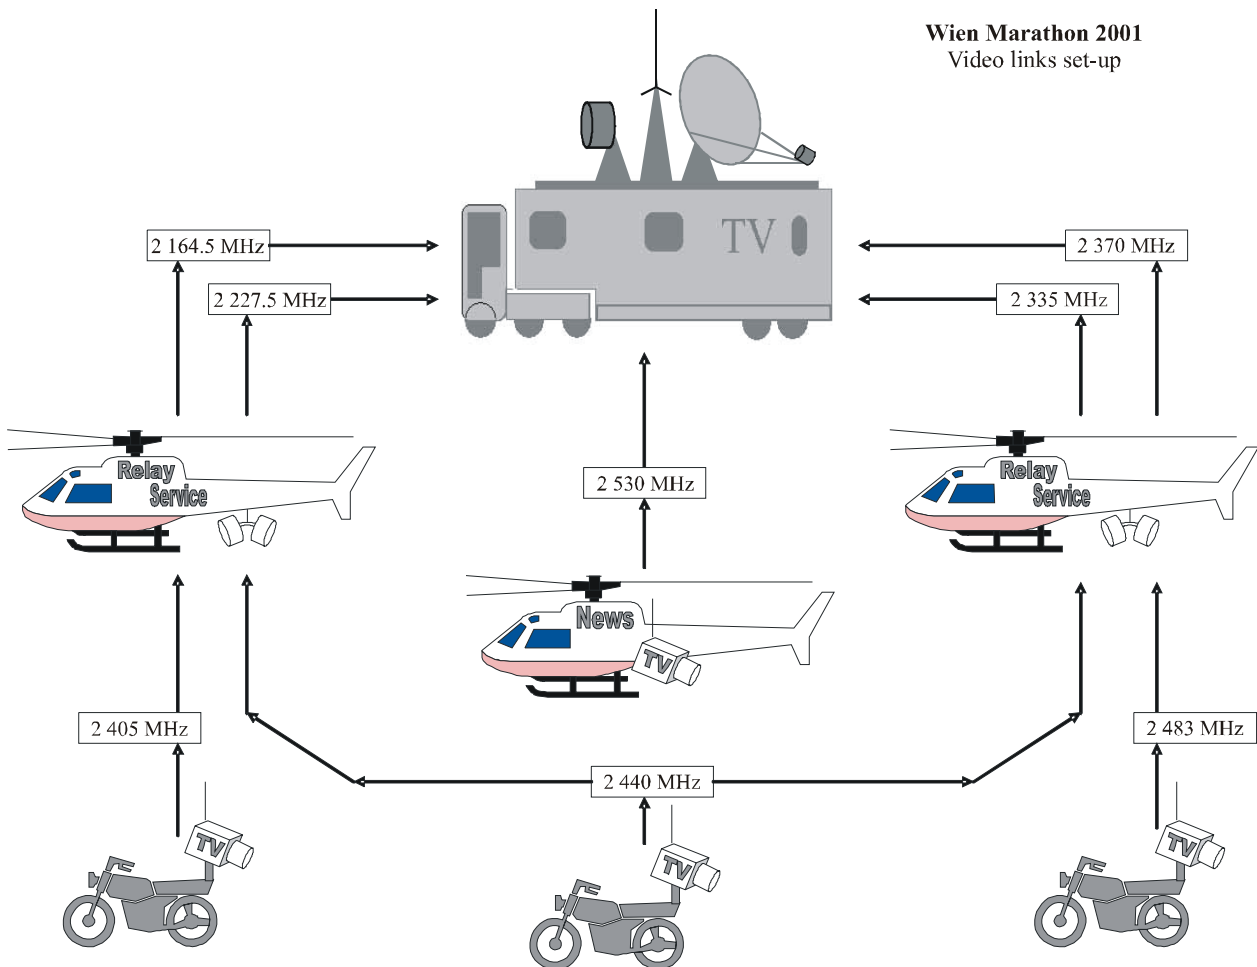 Wien Marathon 2001
Video links set-up
TV
2 164.5 MHz
2 370 MHz
2 227.5 MHz
2 335 MHz
Relay
Service
Relay
Service
2 530 MHz
News
TV
2 405 MHz
2 483 MHz
2 440 MHz
TV
TV
TV